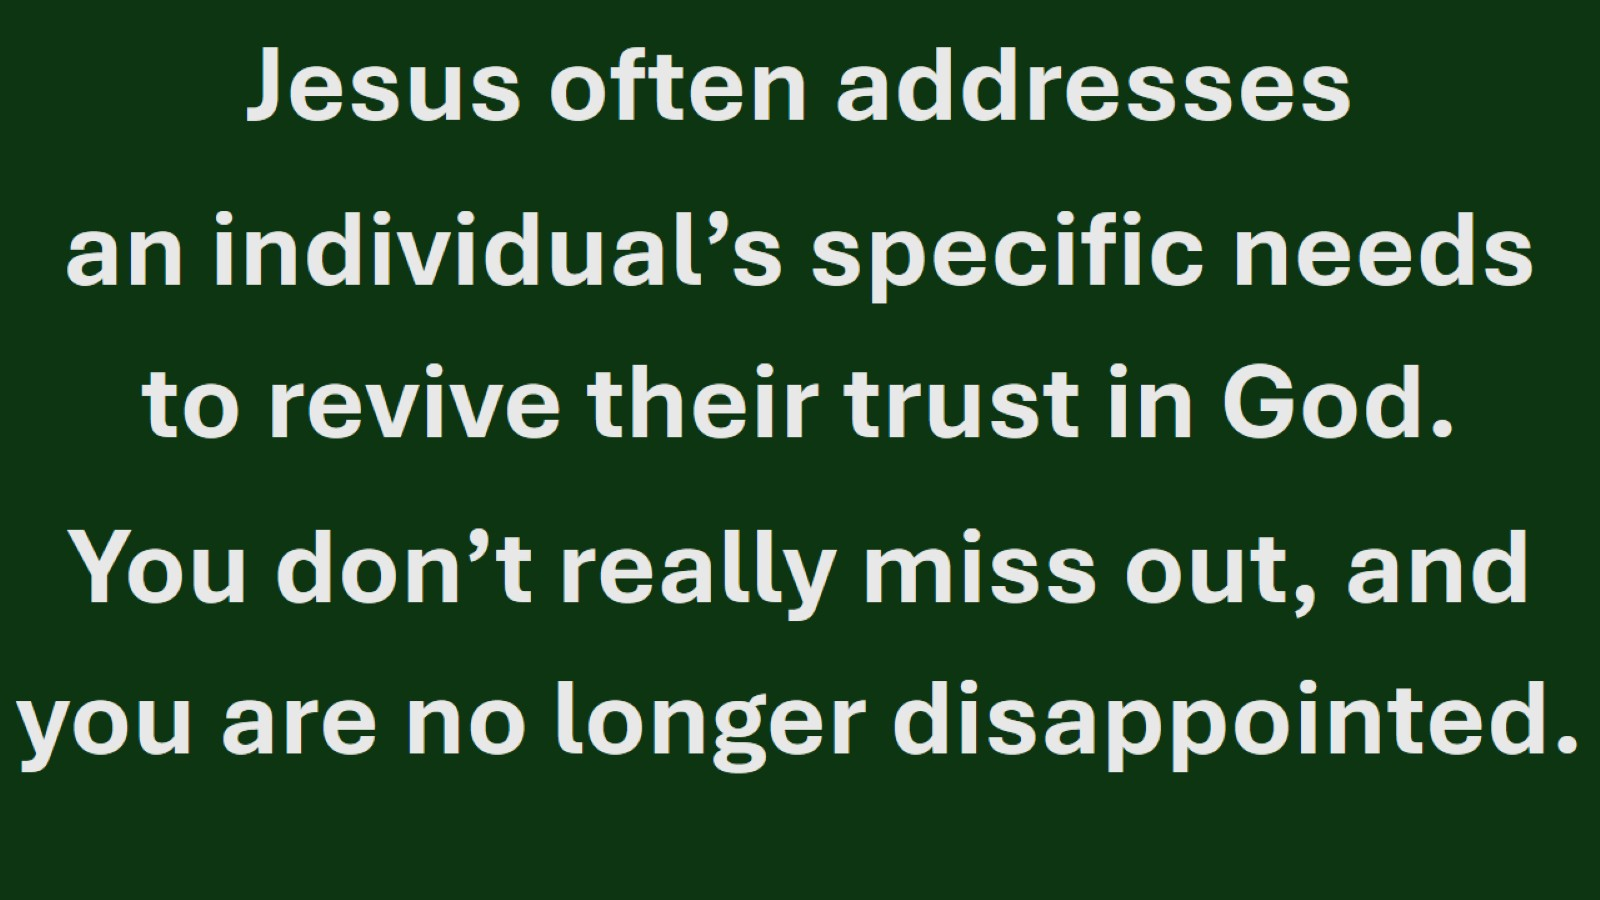 Jesus often addresses
an individual’s specific needs
to revive their trust in God.
You don’t really miss out, and
you are no longer disappointed.